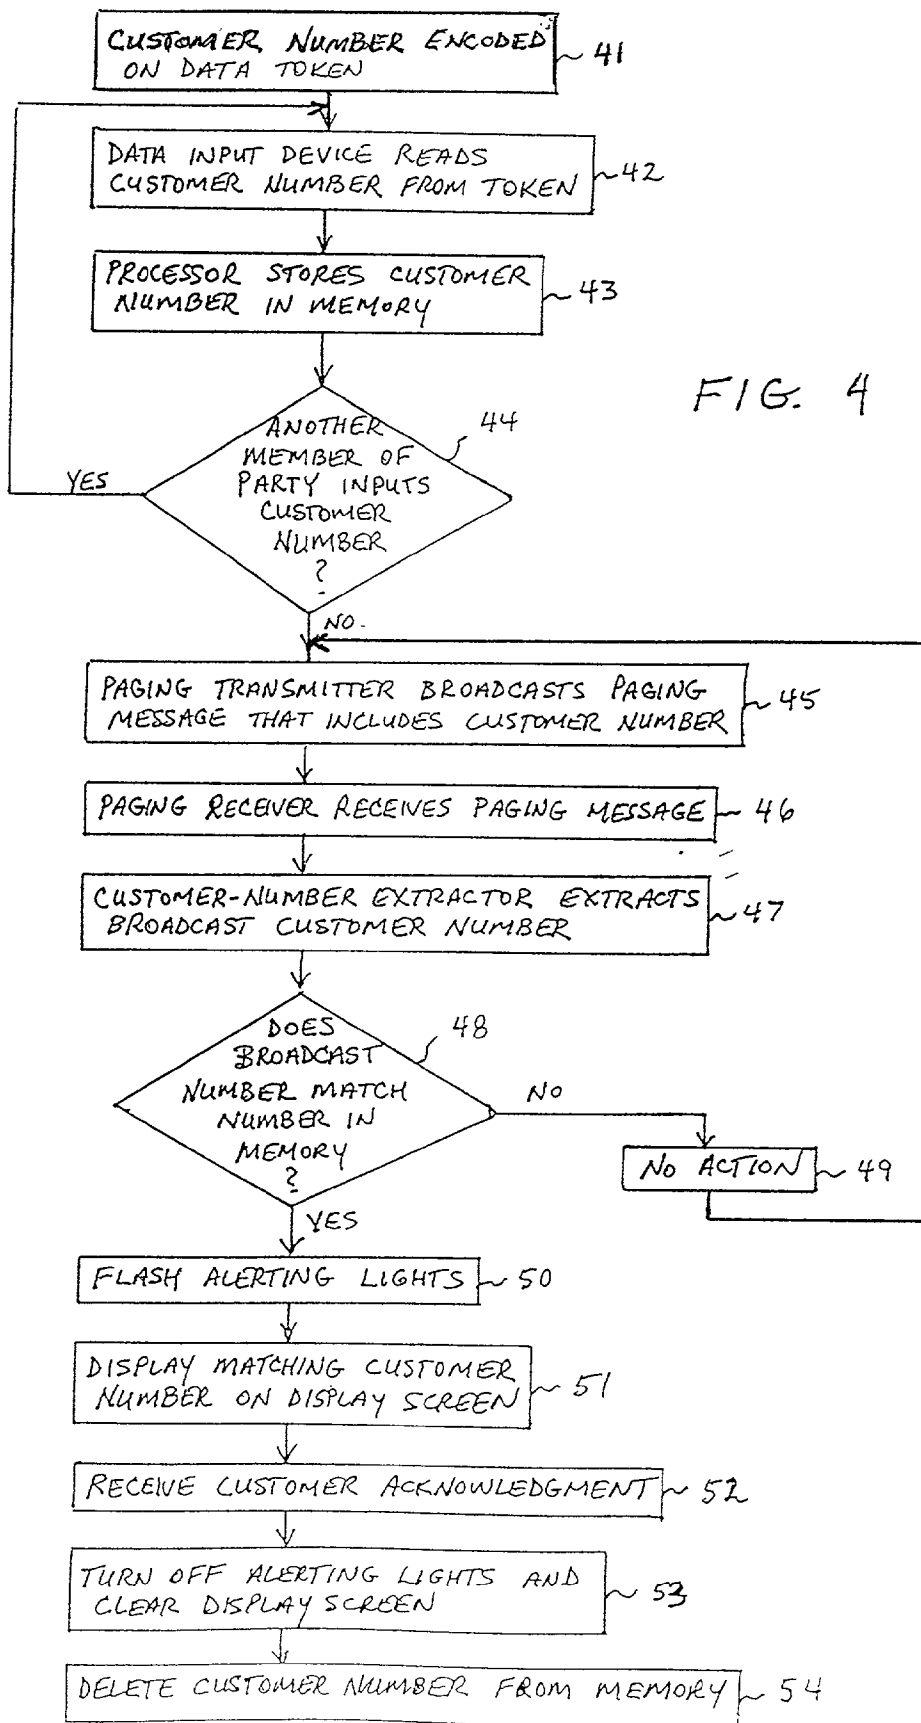 CUSTOMER NUMBER ENCODED
ON DATA TOKEN
41
DATA INPUT DEVICE READS
CUSTOMER NUMBER FROM TOKEN
42
PROCESSOR STORES CUSTOMER
NUMBER IN MEMORY
43
FIG. 4
44
ANOTHER
MEMBER OF
PARTY INPUTS
CUSTOMER
NUMBER
?
YES
NO.
PAGING TRANSMITTER BROADCASTS PAGING
MESSAGE THAT INCLUDES CUSTOMER NUMBER
45
PAGING RECEIVER RECEIVES PAGING MESSAGE
46
CUSTOMER-NUMBER EXTRACTOR EXTRACTS
BROADCAST CUSTOMER NUMBER
47
48
DOES
BROADCAST
NUMBER MATCH
NUMBER IN
MEMORY
?
NO
NO ACTION
49
YES
FLASH ALERTING LIGHTS
50
DISPLAY MATCHING CUSTOMER
NUMBER ON DISPLAY SCREEN
51
RECEIVE CUSTOMER ACKNOWLEDGMENT
52
TURN OFF ALERTING LIGHTS AND
CLEAR DISPLAY SCREEN
53
DELETE CUSTOMER NUMBER FROM MEMORY
54